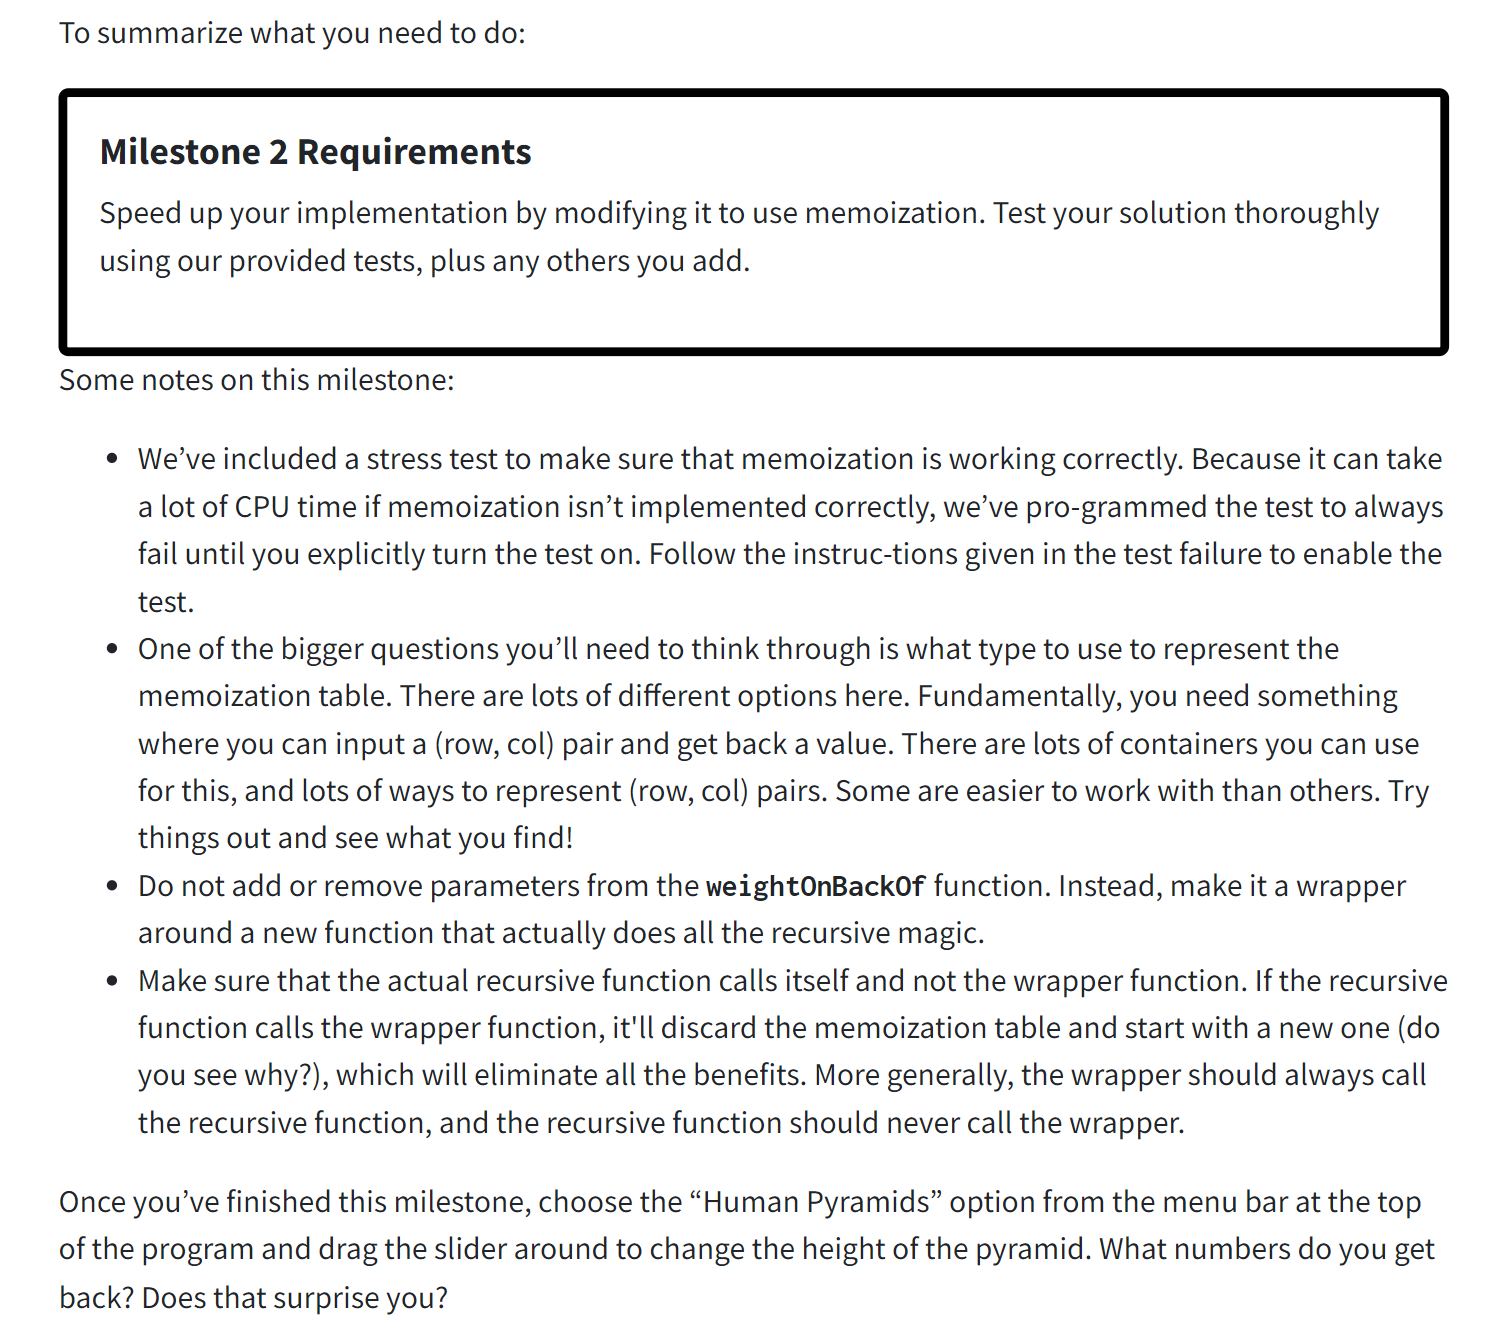 To summarize what you need to do:
Milestone 2 Requirements
Speed up your implementation by modifying it to use memoization. Test your solution thoroughly
using our provided tests, plus any others you add.
Some notes on this milestone:
• We’ve included a stress test to make sure that memoization is working correctly. Because it can take
a lot of CPU time if memoization isn’t implemented correctly, we’ve pro-grammed the test to always
fail until you explicitly turn the test on. Follow the instruc-tions given in the test failure to enable the
test.
• One of the bigger questions you’ll need to think through is what type to use to represent the
memoization table. There are lots of different options here. Fundamentally, you need something
where you can input a (row, col) pair and get back a value. There are lots of containers you can use
for this, and lots of ways to represent (row, col) pairs. Some are easier to work with than others. Try
things out and see what you find!
• Do not add or remove parameters from the weightOnBackOf function. Instead, make it a wrapper
around a new function that actually does all the recursive magic.
• Make sure that the actual recursive function calls itself and not the wrapper function. If the recursive
function calls the wrapper function, it'll discard the memoization table and start with a new one (do
you see why?), which will eliminate all the benefits. More generally, the wrapper should always call
the recursive function, and the recursive function should never call the wrapper.
Once you’ve finished this milestone, choose the “Human Pyramids” option from the menu bar at the top
of the program and drag the slider around to change the height of the pyramid. What numbers do you get
back? Does that surprise you?